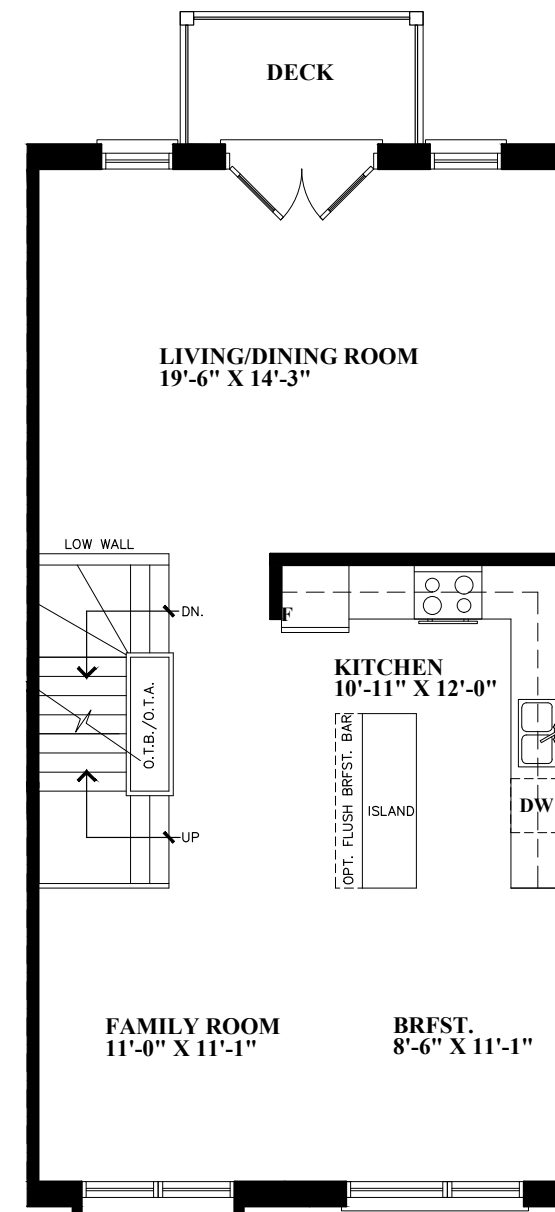 DECK
LIVING/DINING ROOM
19'-6" X 14'-3"
LOW WALL
DN.
F
KITCHEN
10'-11" X 12'-0"
O.T.B./O.T.A.
OPT. FLUSH BRFST. BAR
ISLAND
DW
UP
FAMILY ROOM
11'-0" X 11'-1"
BRFST.
8'-6" X 11'-1"